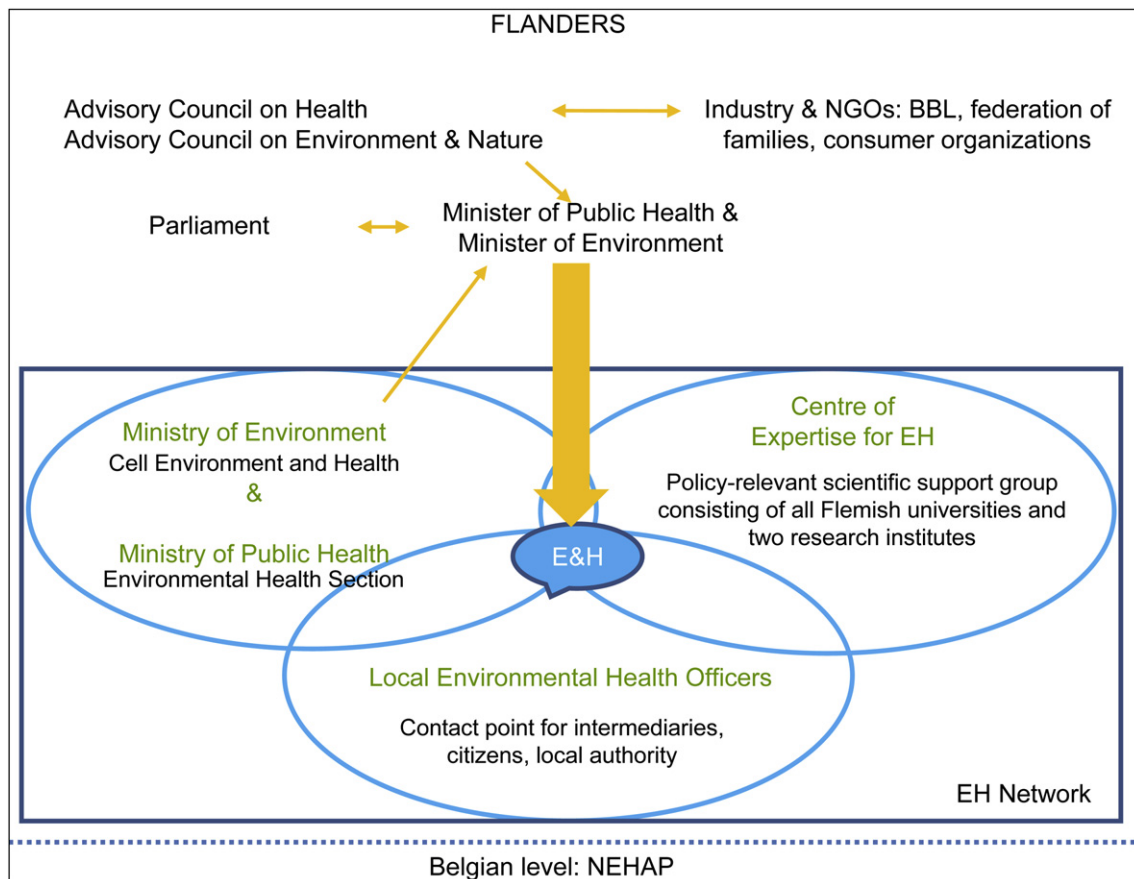 FLANDERS
Advisory Council on Health
Advisory Council on Environment & Nature
Industry & NGOs: BBL, federation of
families, consumer organizations
Parliament
Minister of Public Health &
Minister of Environment
Ministry of Environment
Cell Environment and Health
&
Ministry of Public Health
Environmental Health Section
Centre of
Expertise for EH
Policy-relevant scientific support group
consisting of all Flemish universities and
two research institutes
E&H
Local Environmental Health Officers
Contact point for intermediaries,
citizens, local authority
EH Network
Belgian level: NEHAP